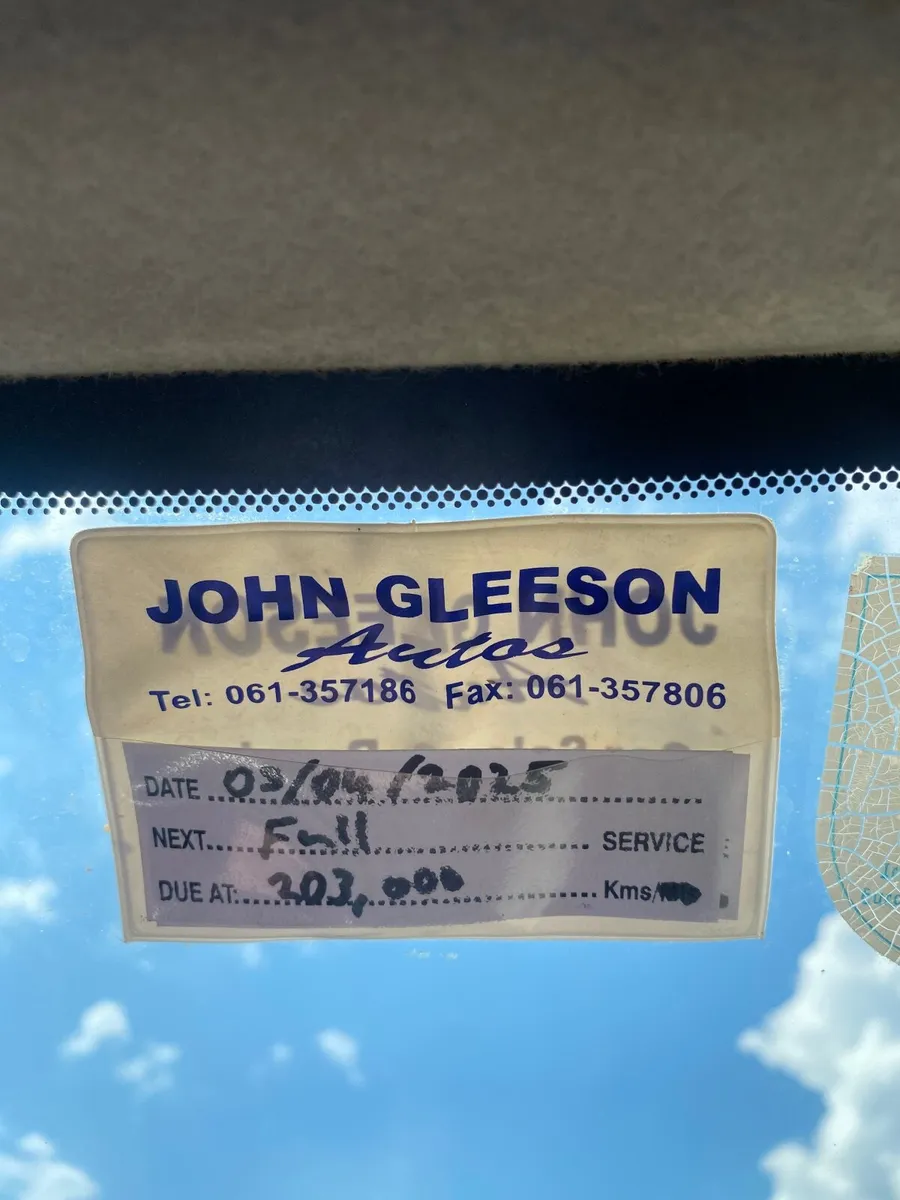 JOHN GLEESON
Autos
Tel: 061-357186 Fax: 061-357806
DATE 03/04/2025
NEXT Full SERVICE
DUE AT: 203,000 Kms/